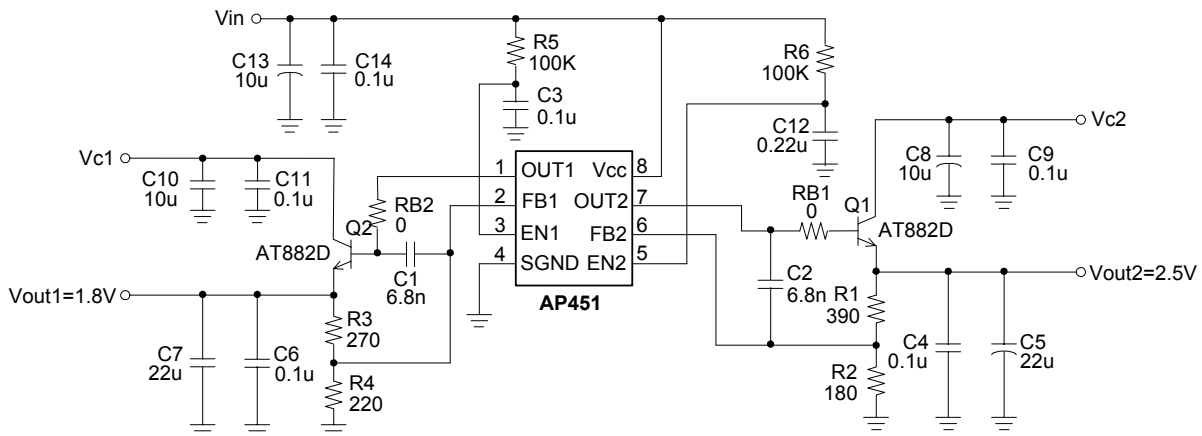 Vin
C13
10u
C14
0.1u
R5
100K
R6
100K
C3
0.1u
C12
0.22u
Vc2
C8
10u
C9
0.1u
Vc1
C10
10u
C11
0.1u
1 OUT1 Vcc 8
2 FB1 OUT2 7
3 EN1 FB2 6
4 SGND EN2 5
AP451
RB2
0
Q2
AT882D
C1
6.8n
RB1
0
Q1
AT882D
C2
6.8n
Vout1=1.8V
Vout2=2.5V
R3
270
R1
390
C7
22u
C6
0.1u
R4
220
R2
180
C4
0.1u
C5
22u